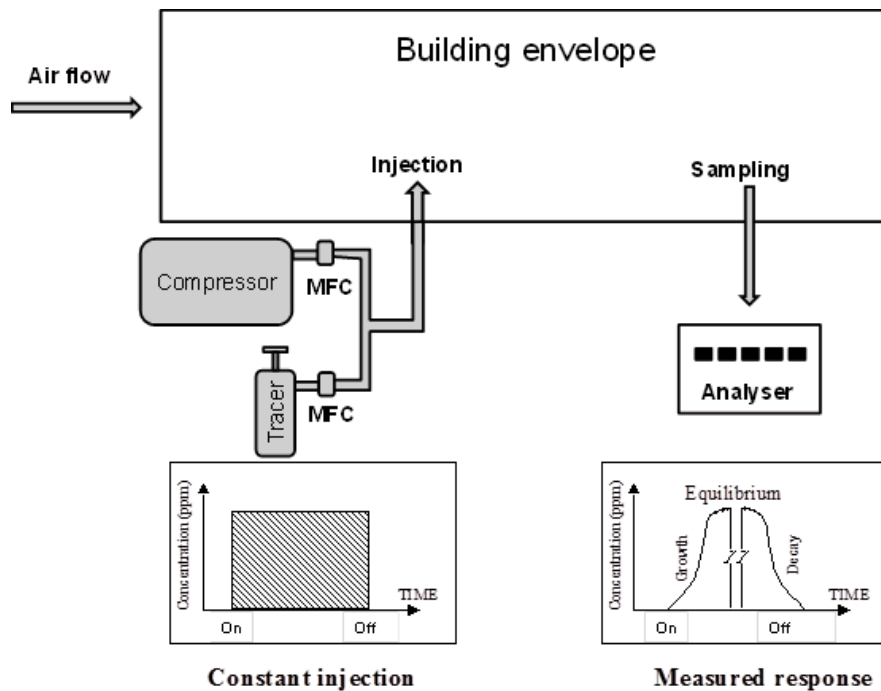 Building envelope
Air flow
Injection
Sampling
Compressor
MFC
Tracer
MFC
Analyser
Concentration (ppm)
TIME
On
Off
Constant injection
Concentration (ppm)
Equilibrium
Growth
Decay
TIME
On
Off
Measured response